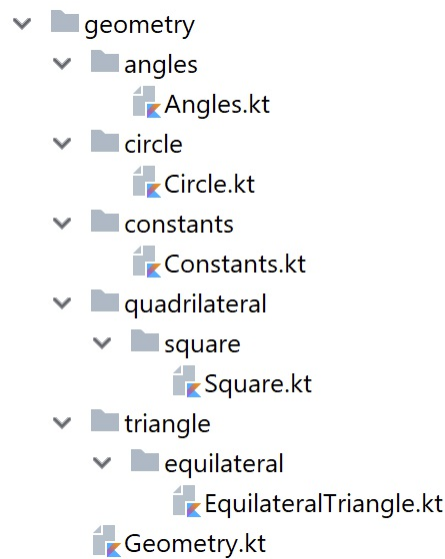 geometry
angles
Angles.kt
circle
Circle.kt
constants
Constants.kt
quadrilateral
square
Square.kt
triangle
equilateral
EquilateralTriangle.kt
Geometry.kt